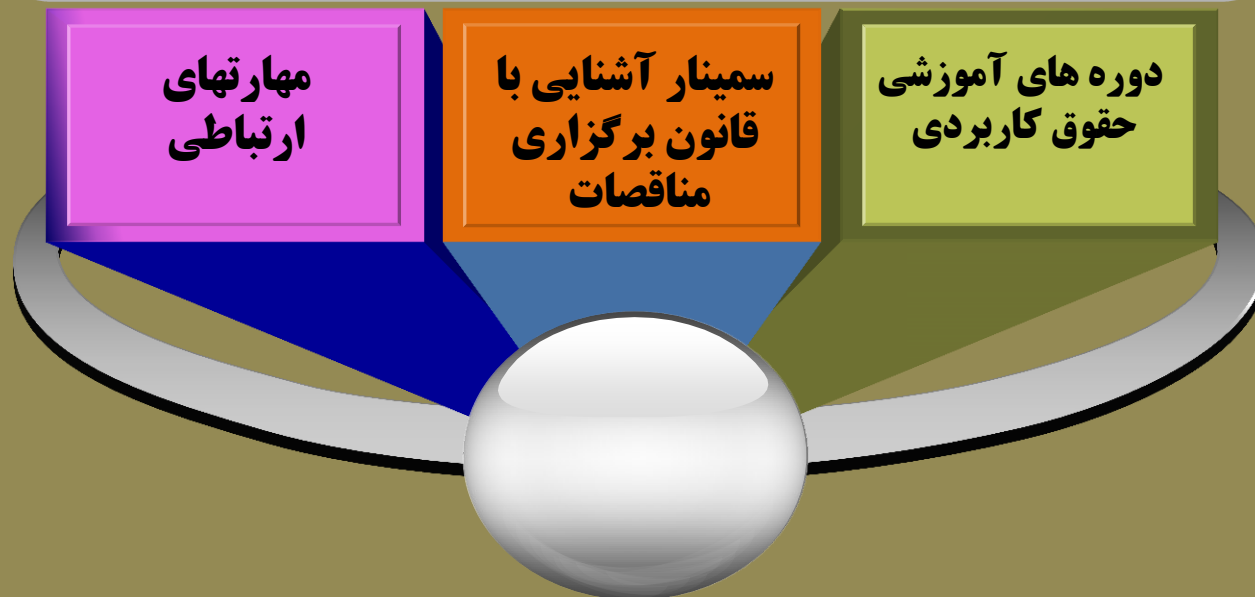 دوره های آموزشی
حقوق کاربردی
سمینار آشنایی با
قانون برگزاری
مناقصات
مهارتهای
ارتباطی